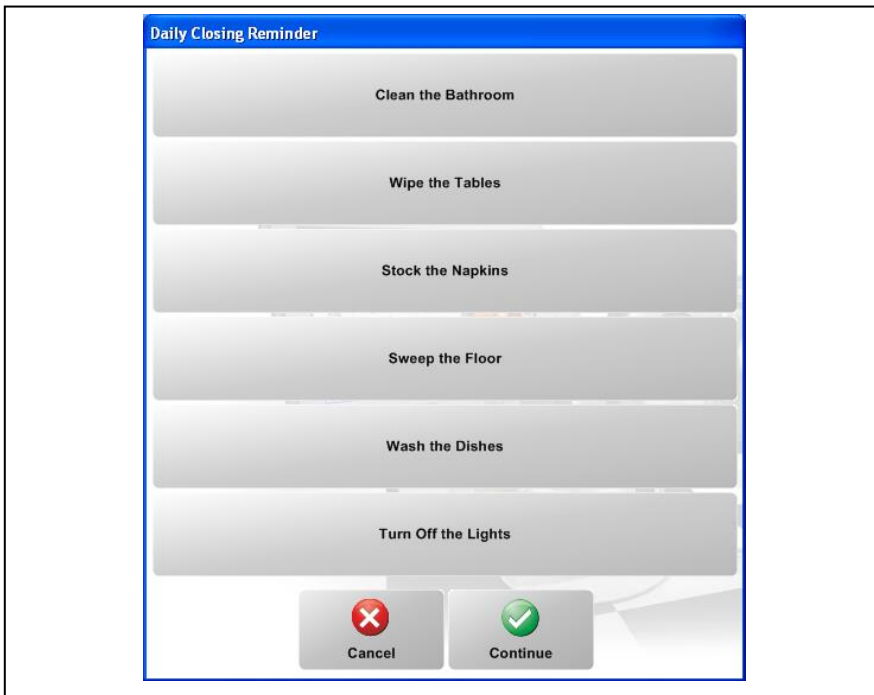 Daily Closing Reminder
Clean the Bathroom
Wipe the Tables
Stock the Napkins
Sweep the Floor
Wash the Dishes
Turn Off the Lights
Cancel Continue